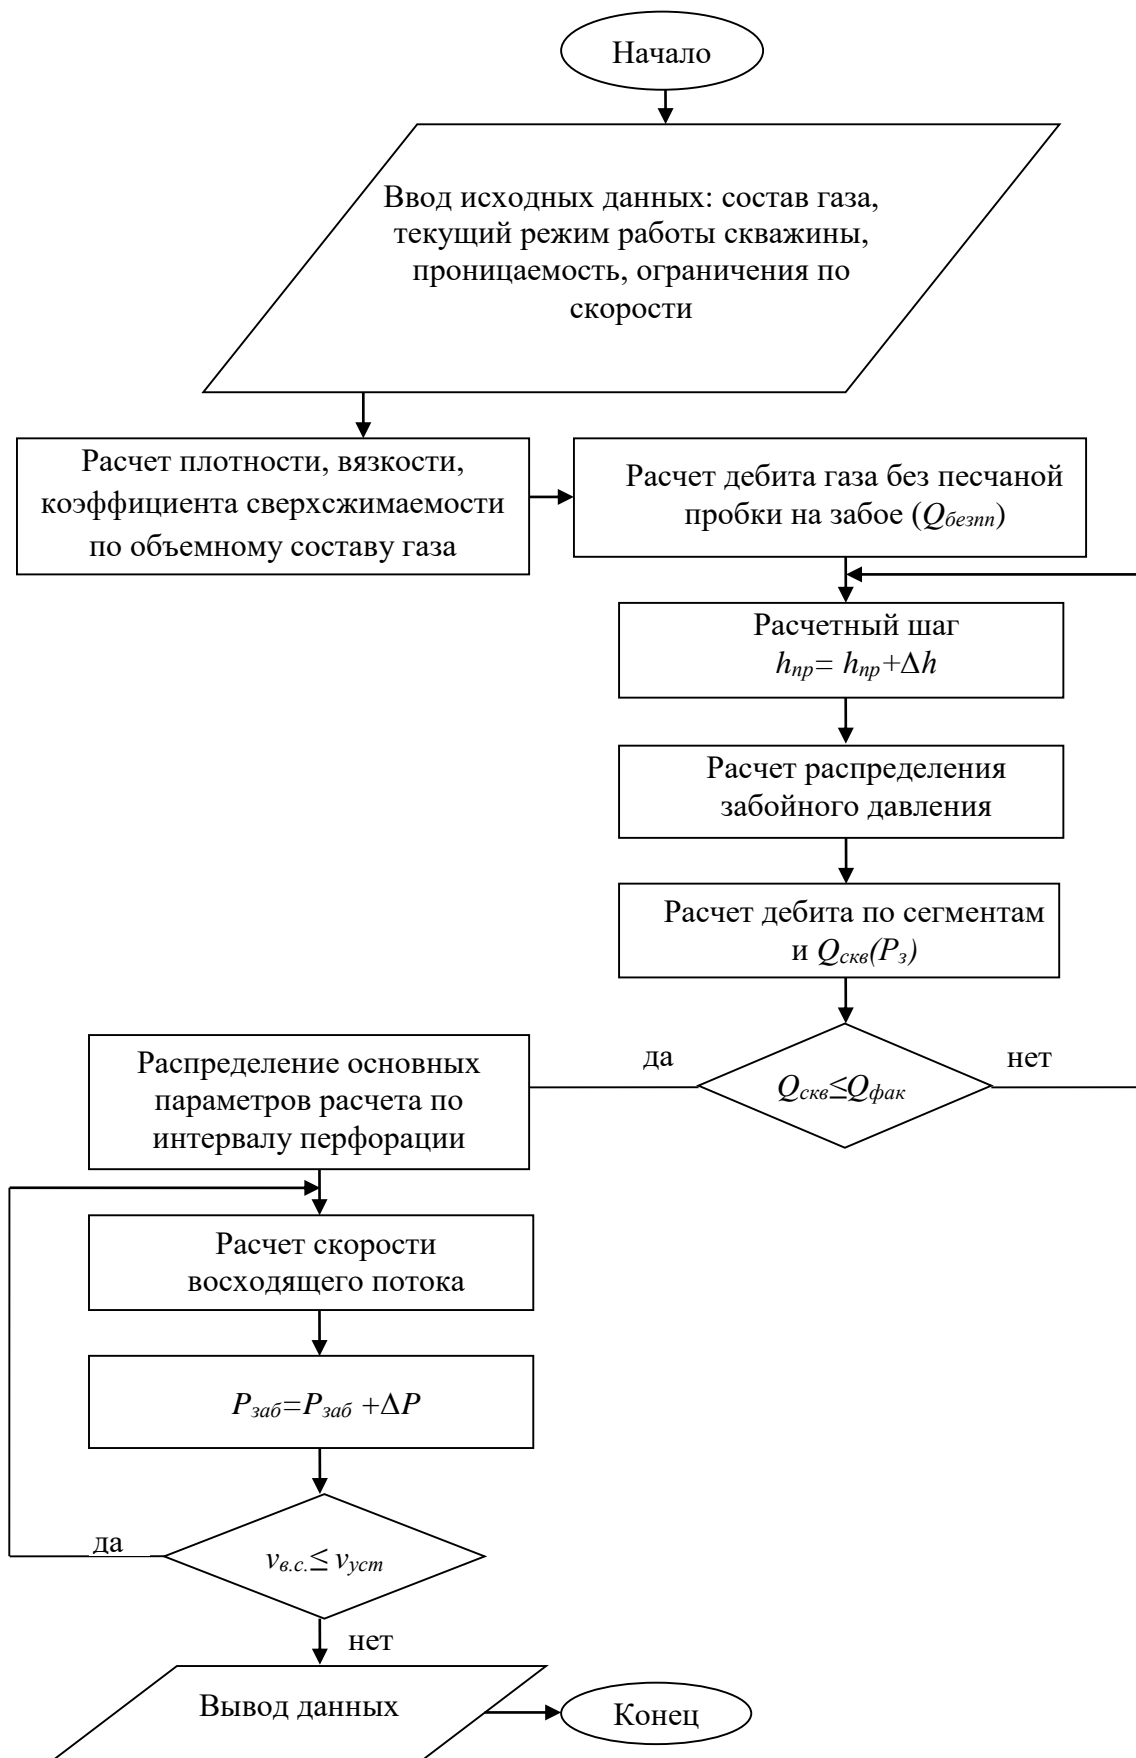 Начало
Ввод исходных данных: состав газа,
текущий режим работы скважины,
проницаемость, ограничения по
скорости
Расчет плотности, вязкости,
коэффициента сверхсжимаемости
по объемному составу газа
Расчет дебита газа без песчаной
пробки на забое (Qбезпп)
Расчетный шаг
hпр= hпр+Δh
Расчет распределения
забойного давления
Расчет дебита по сегментам
и Qскв(Pз)
да
Qскв≤Qфак
нет
Распределение основных
параметров расчета по
интервалу перфорации
Расчет скорости
восходящего потока
Pзаб=Pзаб +ΔP
да
vв.с.≤ vуст
нет
Вывод данных
Конец